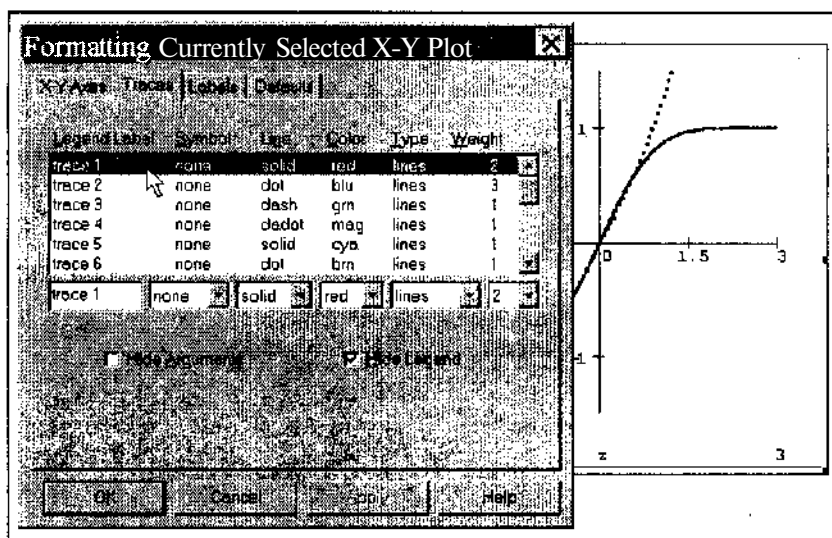 Formatting Currently Selected X-Y Plot
X-Y Axes Traces Labels Defaults
Legend Label Symbol Line Color Type Weight
trace 1 none solid red lines 2
trace 2 none dot blu lines 3
trace 3 none dash grn lines 1
trace 4 none dadot mag lines 1
trace 5 none solid cya lines 1
trace 6 none dot brn lines 1
trace 1 none solid red lines 2
Hide Arguments Hide Legend
OK Cancel Apply Help
1
0 1.5 3
-1
z 3